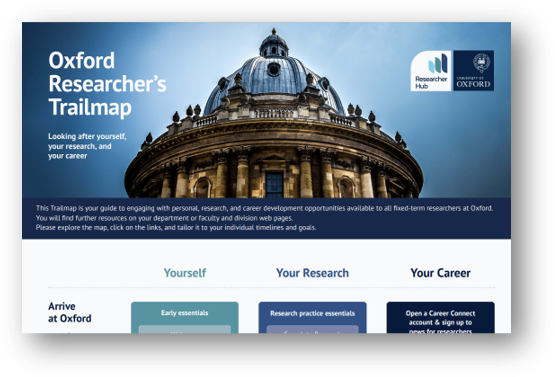 Oxford
Researcher's
Trailmap
Looking after yourself,
your research, and
your career
Researcher
Hub
UNIVERSITY OF
OXFORD
This Trailmap is your guide to engaging with personal, research, and career development opportunities available to all fixed-term researchers at Oxford.
You will find further resources on your department or faculty and division web pages.
Please explore the map, click on the links, and tailor it to your individual timelines and goals.
Yourself
Your Research
Your Career
Arrive
at Oxford
Early essentials
Research practice essentials
Open a Career Connect
account & sign up to
news for researchers